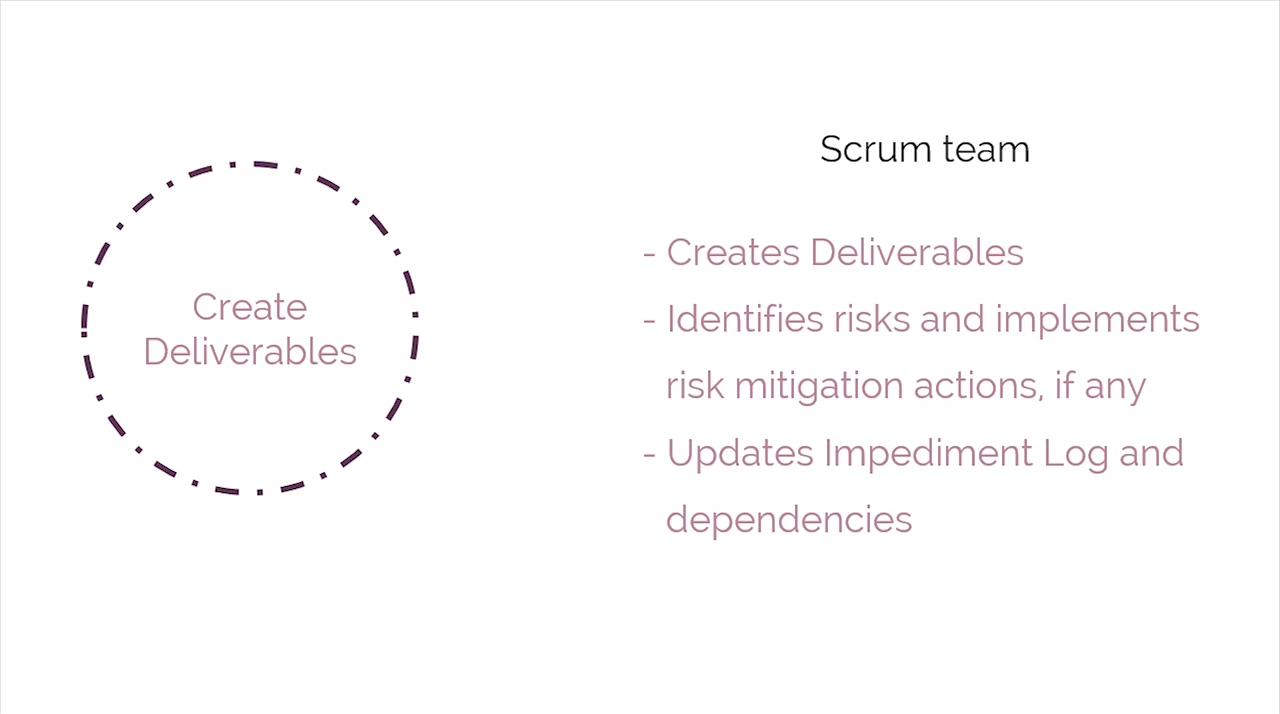 Create
Deliverables
Scrum team
- Creates Deliverables
- Identifies risks and implements
risk mitigation actions, if any
- Updates Impediment Log and
dependencies